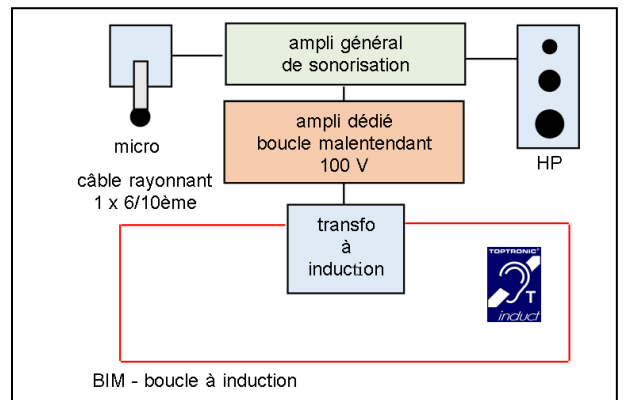 ampli général
de sonorisation
micro
ampli dédié
boucle malentendant
100 V
HP
câble rayonnant
1 x 6/10ème
transfo
à
induction
TOPTRONIC®
T
induct
BIM - boucle à induction